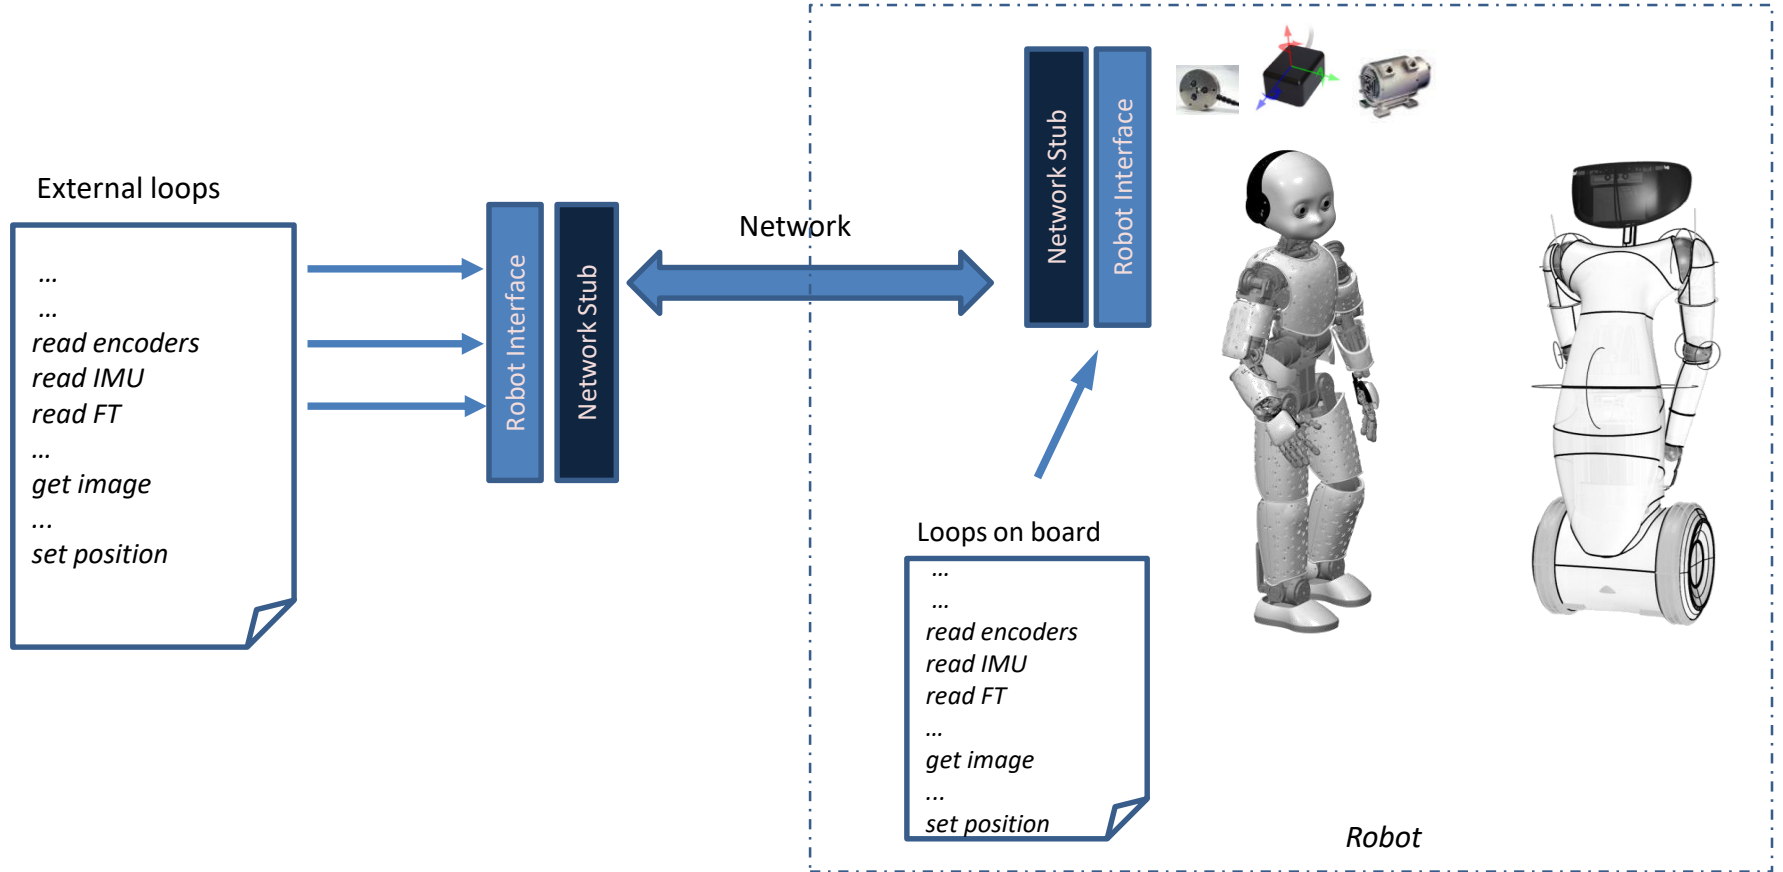 External loops
…
…
read encoders
read IMU
read FT
…
get image
...
set position
Robot Interface
Network Stub
Network
Network Stub
Robot Interface
Loops on board
…
…
read encoders
read IMU
read FT
…
get image
...
set position
Robot